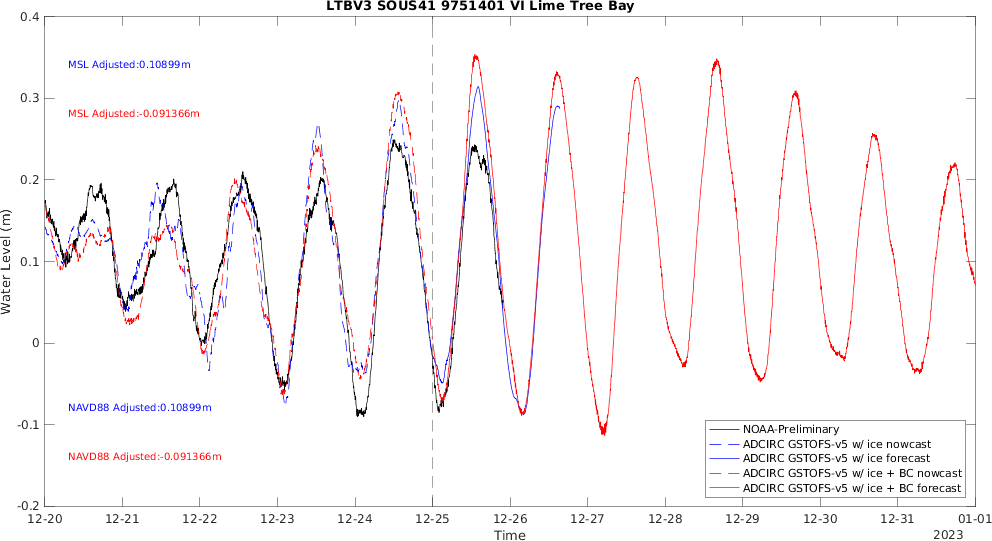 LTBV3 SOUS41 9751401 VI Lime Tree Bay
0.4
0.3
0.2
0.1
0
-0.1
-0.2
Water Level (m)
MSL Adjusted:0.10899m
MSL Adjusted:-0.091366m
NAVD88 Adjusted:0.10899m
NAVD88 Adjusted:-0.091366m
NOAA-Preliminary
ADCIRC GSTOFS-v5 w/ ice nowcast
ADCIRC GSTOFS-v5 w/ ice forecast
ADCIRC GSTOFS-v5 w/ ice + BC nowcast
ADCIRC GSTOFS-v5 w/ ice + BC forecast
12-20 12-21 12-22 12-23 12-24 12-25 12-26 12-27 12-28 12-29 12-30 12-31 01-01
Time
2023